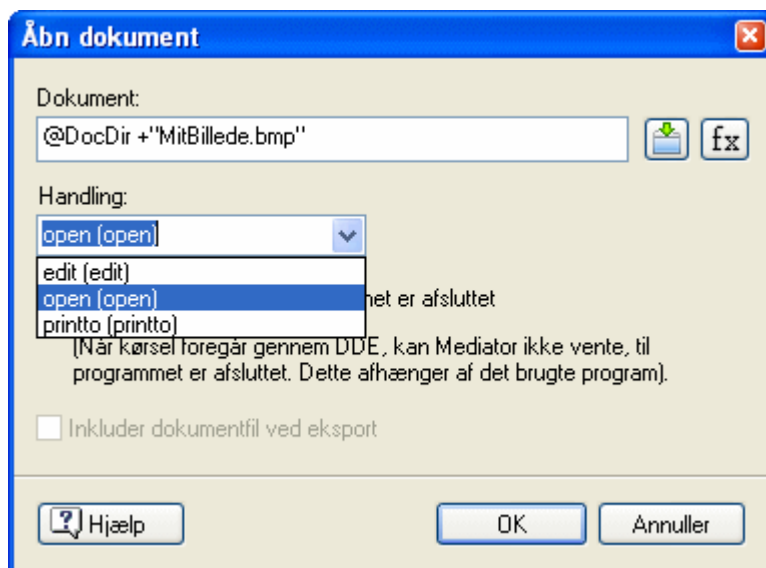 Åbn dokument
Dokument:
@DocDir +"MitBillede.bmp"
fx
Handling:
open (open)
edit (edit)
open (open)
printto (printto)
er afsluttet
(Når kørsel foregår gennem DDE, kan Mediator ikke vente, til
programmet er afsluttet. Dette afhænger af det brugte program).
Inkluder dokumentfil ved eksport
Hjælp
OK
Annuller